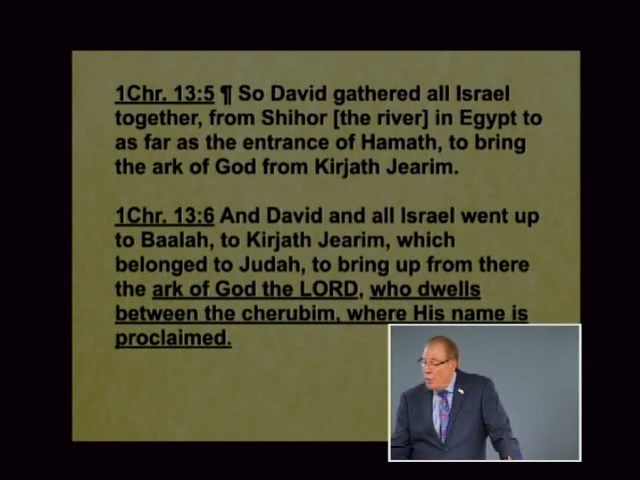 1Chr. 13:5 ¶ So David gathered all Israel
together, from Shihor [the river] in Egypt to
as far as the entrance of Hamath, to bring
the ark of God from Kirjath Jearim.
1Chr. 13:6 And David and all Israel went up
to Baalah, to Kirjath Jearim, which
belonged to Judah, to bring up from there
the ark of God the LORD, who dwells
between the cherubim, where His name is
proclaimed.